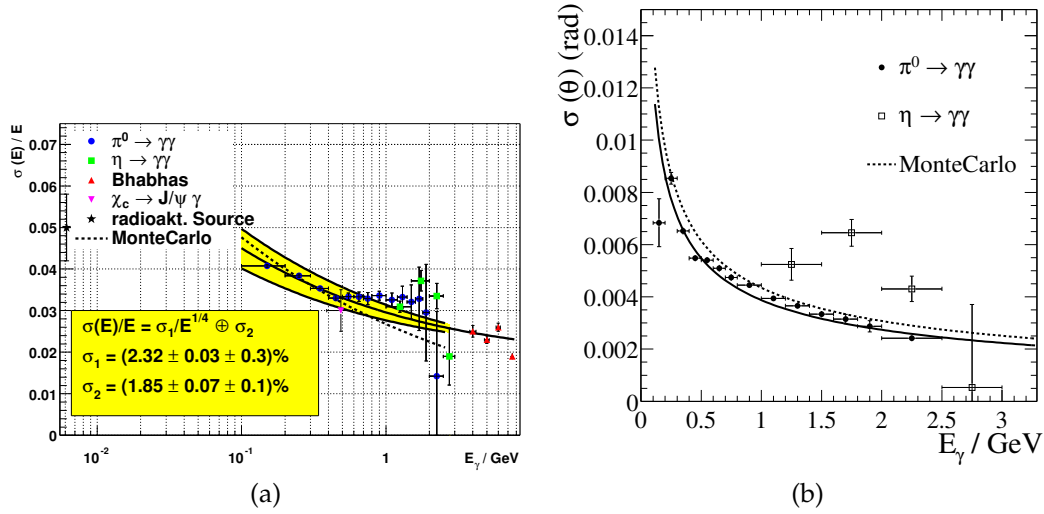 σ(E) / E
0.07
0.06
0.05
0.04
0.03
0.02
0.01
0
π⁰ → γγ
η → γγ
Bhabhas
χc → J/ψ γ
radioakt. Source
MonteCarlo
σ(E)/E = σ₁/E^1/4 ⊕ σ₂
σ₁ = (2.32 ± 0.03 ± 0.3)%
σ₂ = (1.85 ± 0.07 ± 0.1)%
10⁻² 10⁻¹ 1 Eγ / GeV
(a)
σ (θ) (rad)
0.014
0.012
0.01
0.008
0.006
0.004
0.002
0
π⁰ → γγ
η → γγ
MonteCarlo
0 0.5 1 1.5 2 2.5 3
Eγ / GeV
(b)